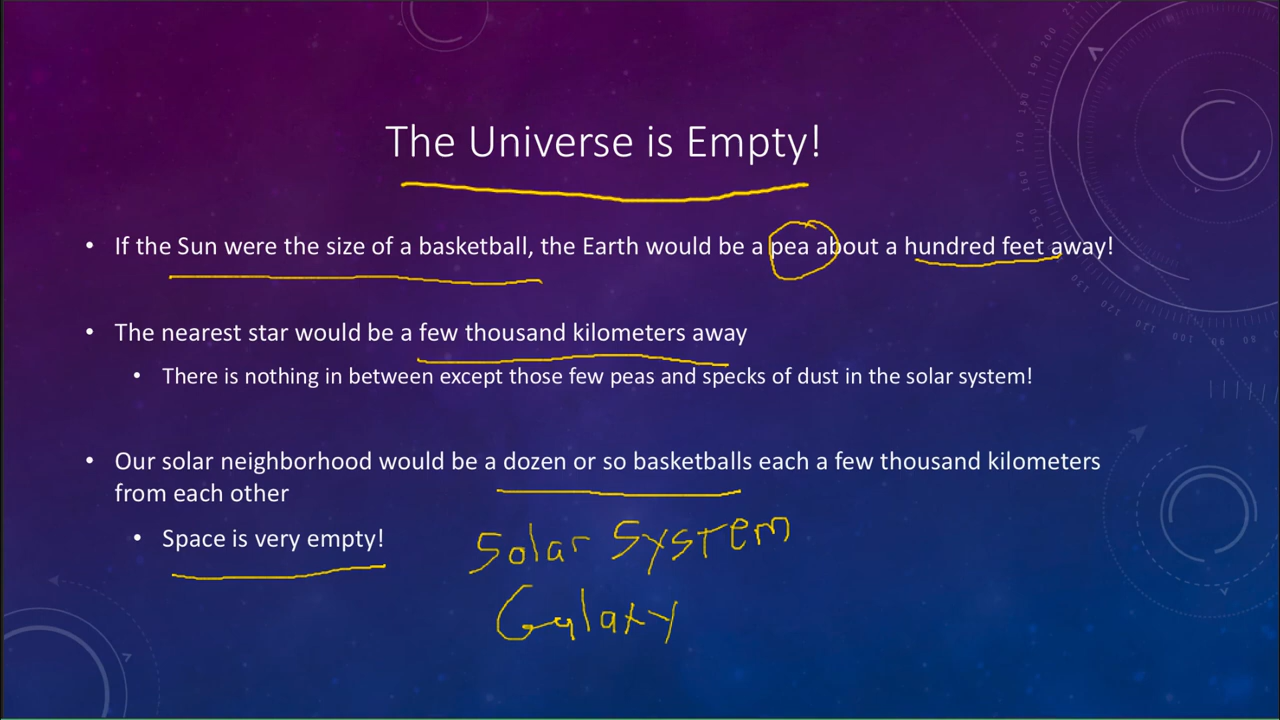 The Universe is Empty!
• If the Sun were the size of a basketball, the Earth would be a pea about a hundred feet away!
• The nearest star would be a few thousand kilometers away
• There is nothing in between except those few peas and specks of dust in the solar system!
• Our solar neighborhood would be a dozen or so basketballs each a few thousand kilometers
from each other
• Space is very empty!
Solar System
Galaxy